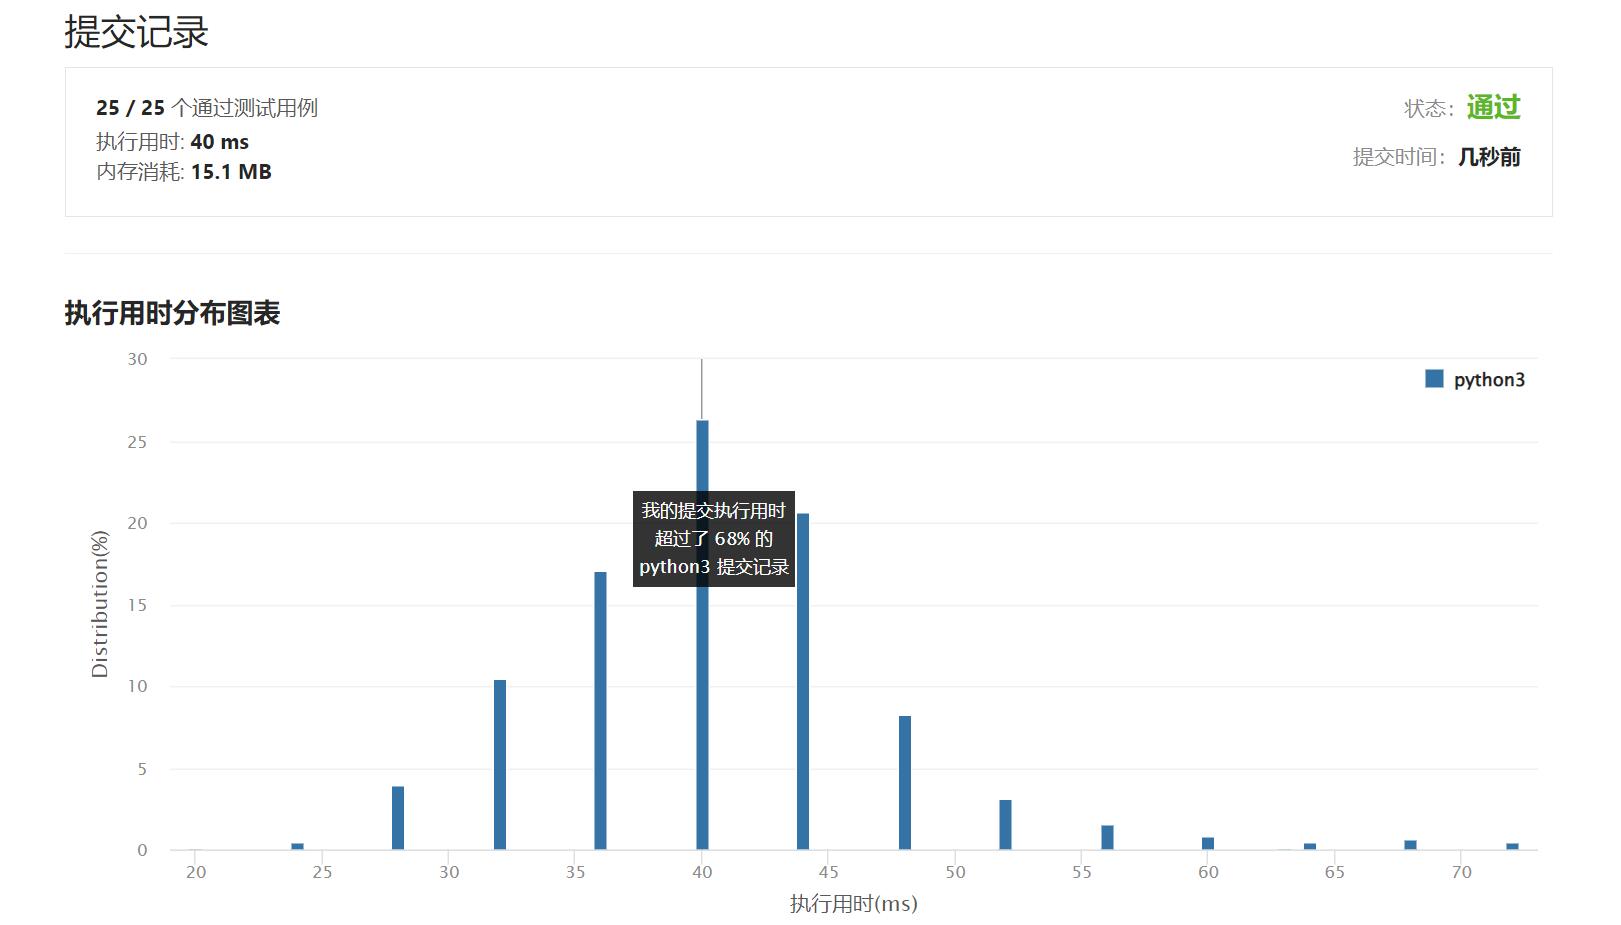 提交记录
25 / 25 个通过测试用例
状态：通过
执行用时: 40 ms
提交时间：几秒前
内存消耗: 15.1 MB
执行用时分布图表
30
python3
25
我的提交执行用时
超过了 68% 的
python3 提交记录
20
Distribution(%)
15
10
5
0
20 25 30 35 40 45 50 55 60 65 70
执行用时(ms)